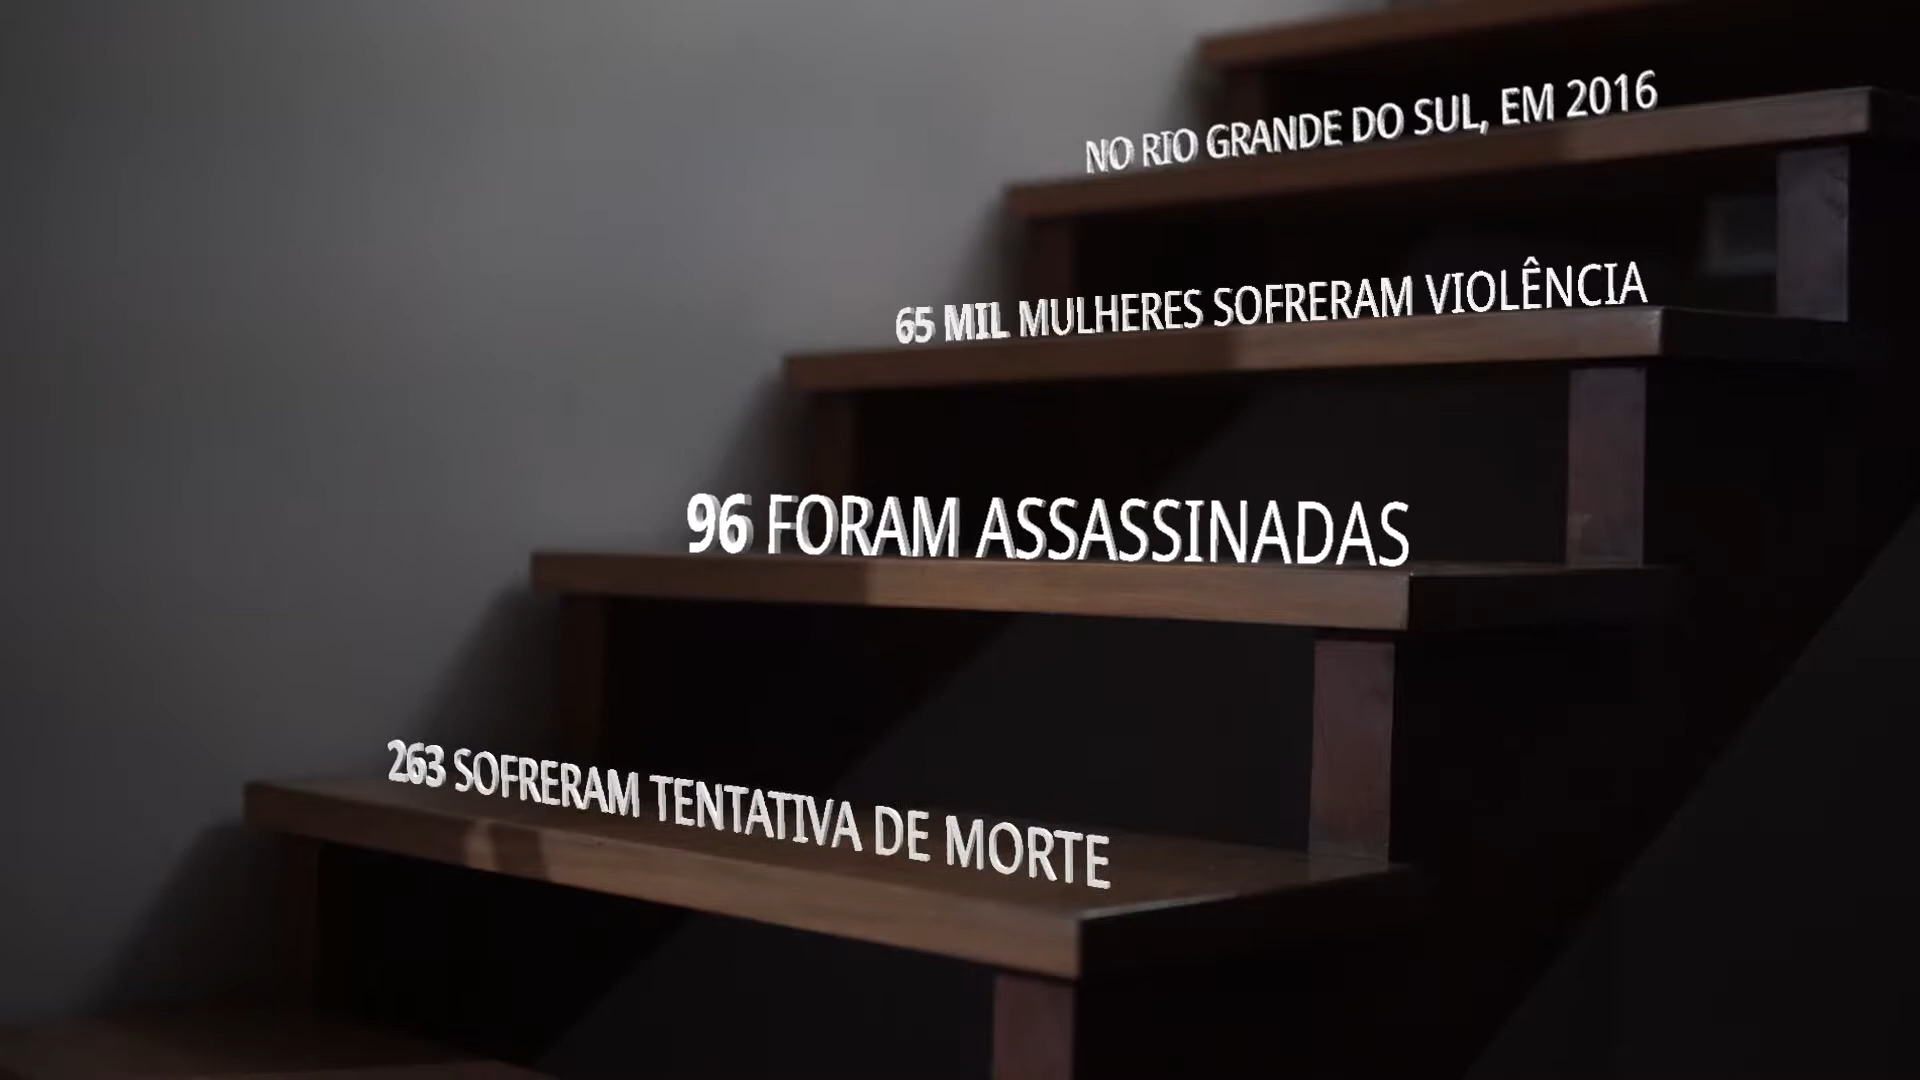 NO RIO GRANDE DO SUL, EM 2016
65 MIL MULHERES SOFRERAM VIOLÊNCIA
96 FORAM ASSASSINADAS
263 SOFRERAM TENTATIVA DE MORTE